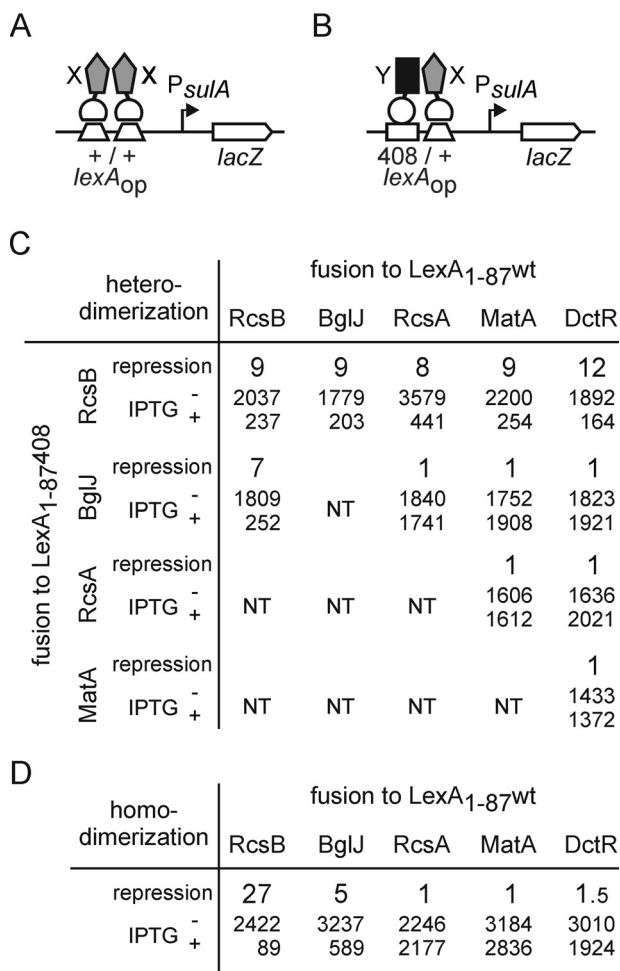 A
B
X X PsulA
Y X PsulA
+ / +
lexAop
lacZ
408 / +
lexAop
lacZ
C
hetero-
dimerization
fusion to LexA1-87wt
RcsB BglJ RcsA MatA DctR
fusion to LexA1-87408
RcsB
repression 9 9 8 9 12
IPTG - 2037 1779 3579 2200 1892
+ 237 203 441 254 164
BglJ
repression 7 1 1 1
IPTG - 1809 NT 1840 1752 1823
+ 252 1741 1908 1921
RcsA
repression 1 1
IPTG - NT NT NT 1606 1636
+ 1612 2021
MatA
repression 1
IPTG - NT NT NT NT 1433
+ 1372
D
homo-
dimerization
fusion to LexA1-87wt
RcsB BglJ RcsA MatA DctR
repression 27 5 1 1 1.5
IPTG - 2422 3237 2246 3184 3010
+ 89 589 2177 2836 1924